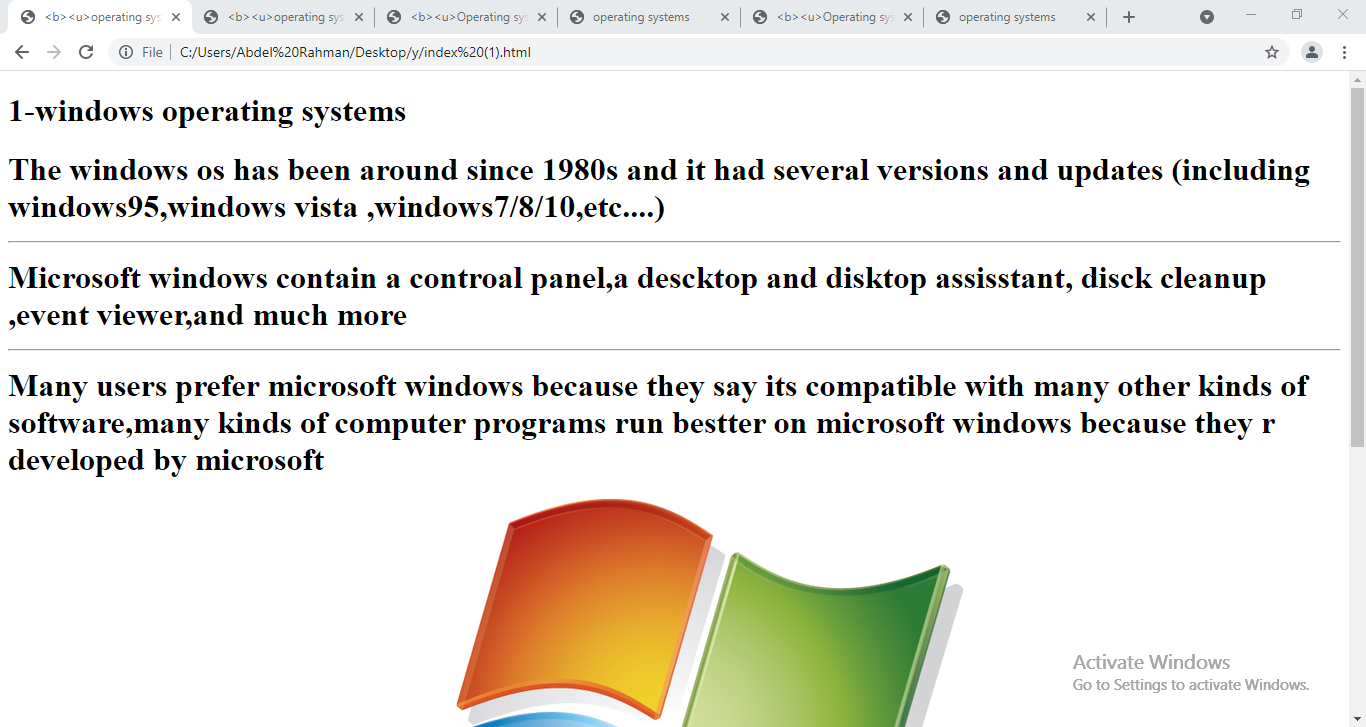 <b><u>operating sys
<b><u>operating sys
<b><u>Operating sys
operating systems
<b><u>Operating sys
operating systems
File
C:/Users/Abdel%20Rahman/Desktop/y/index%20(1).html
1-windows operating systems
The windows os has been around since 1980s and it had several versions and updates (including
windows95,windows vista ,windows7/8/10,etc....)
Microsoft windows contain a controal panel,a descktop and disktop assisstant, disck cleanup
,event viewer,and much more
Many users prefer microsoft windows because they say its compatible with many other kinds of
software,many kinds of computer programs run bestter on microsoft windows because they r
developed by microsoft
Activate Windows
Go to Settings to activate Windows.